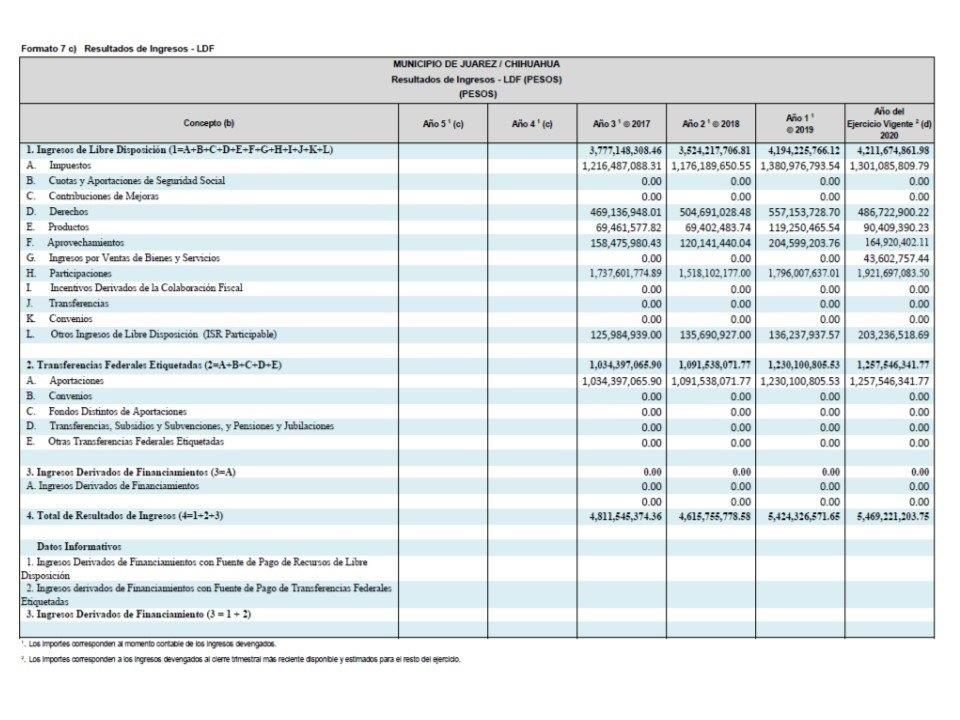 Formato 7 c) Resultados de Ingresos - LDF
MUNICIPIO DE JUAREZ / CHIHUAHUA
Resultados de Ingresos - LDF (PESOS)
(PESOS)
Concepto (b) Año 5 ¹ (c) Año 4 ¹ (c) Año 3 ¹ © 2017 Año 2 ¹ © 2018 Año 1 ¹ © 2019 Año del Ejercicio Vigente ² (d) 2020
1. Ingresos de Libre Disposición (1=A+B+C+D+E+F+G+H+I+J+K+L) 3,777,148,308.46 3,524,217,706.81 4,194,225,766.12 4,211,674,861.98
A. Impuestos 1,216,487,088.31 1,176,189,650.55 1,380,976,793.54 1,301,085,809.79
B. Cuotas y Aportaciones de Seguridad Social 0.00 0.00 0.00 0.00
C. Contribuciones de Mejoras 0.00 0.00 0.00 0.00
D. Derechos 469,136,948.01 504,691,028.48 557,153,728.70 486,722,900.22
E. Productos 69,461,577.82 69,402,483.74 119,250,465.54 90,409,390.23
F. Aprovechamientos 158,475,980.43 120,141,440.04 204,599,203.76 164,920,402.11
G. Ingresos por Ventas de Bienes y Servicios 0.00 0.00 0.00 43,602,757.44
H. Participaciones 1,737,601,774.89 1,518,102,177.00 1,796,007,637.01 1,921,697,083.50
I. Incentivos Derivados de la Colaboración Fiscal 0.00 0.00 0.00 0.00
J. Transferencias 0.00 0.00 0.00 0.00
K. Convenios 0.00 0.00 0.00 0.00
L. Otros Ingresos de Libre Disposición (ISR Participable) 125,984,939.00 135,690,927.00 136,237,937.57 203,236,518.69
2. Transferencias Federales Etiquetadas (2=A+B+C+D+E) 1,034,397,065.90 1,091,538,071.77 1,230,100,805.53 1,257,546,341.77
A. Aportaciones 1,034,397,065.90 1,091,538,071.77 1,230,100,805.53 1,257,546,341.77
B. Convenios 0.00 0.00 0.00 0.00
C. Fondos Distintos de Aportaciones 0.00 0.00 0.00 0.00
D. Transferencias, Subsidios y Subvenciones, y Pensiones y Jubilaciones 0.00 0.00 0.00 0.00
E. Otras Transferencias Federales Etiquetadas 0.00 0.00 0.00 0.00
3. Ingresos Derivados de Financiamientos (3=A) 0.00 0.00 0.00 0.00
A. Ingresos Derivados de Financiamientos 0.00 0.00 0.00 0.00
0.00 0.00 0.00 0.00
4. Total de Resultados de Ingresos (4=1+2+3) 4,811,545,374.36 4,615,755,778.58 5,424,326,571.65 5,469,221,203.75
Datos Informativos
1. Ingresos Derivados de Financiamientos con Fuente de Pago de Recursos de Libre
Disposición
2. Ingresos derivados de Financiamientos con Fuente de Pago de Transferencias Federales
Etiquetadas
3. Ingresos Derivados de Financiamiento (3 = 1 + 2)
¹. Los importes corresponden al momento contable de los ingresos devengados.
². Los importes corresponden a los ingresos devengados al cierre trimestral más reciente disponible y estimados para el resto del ejercicio.